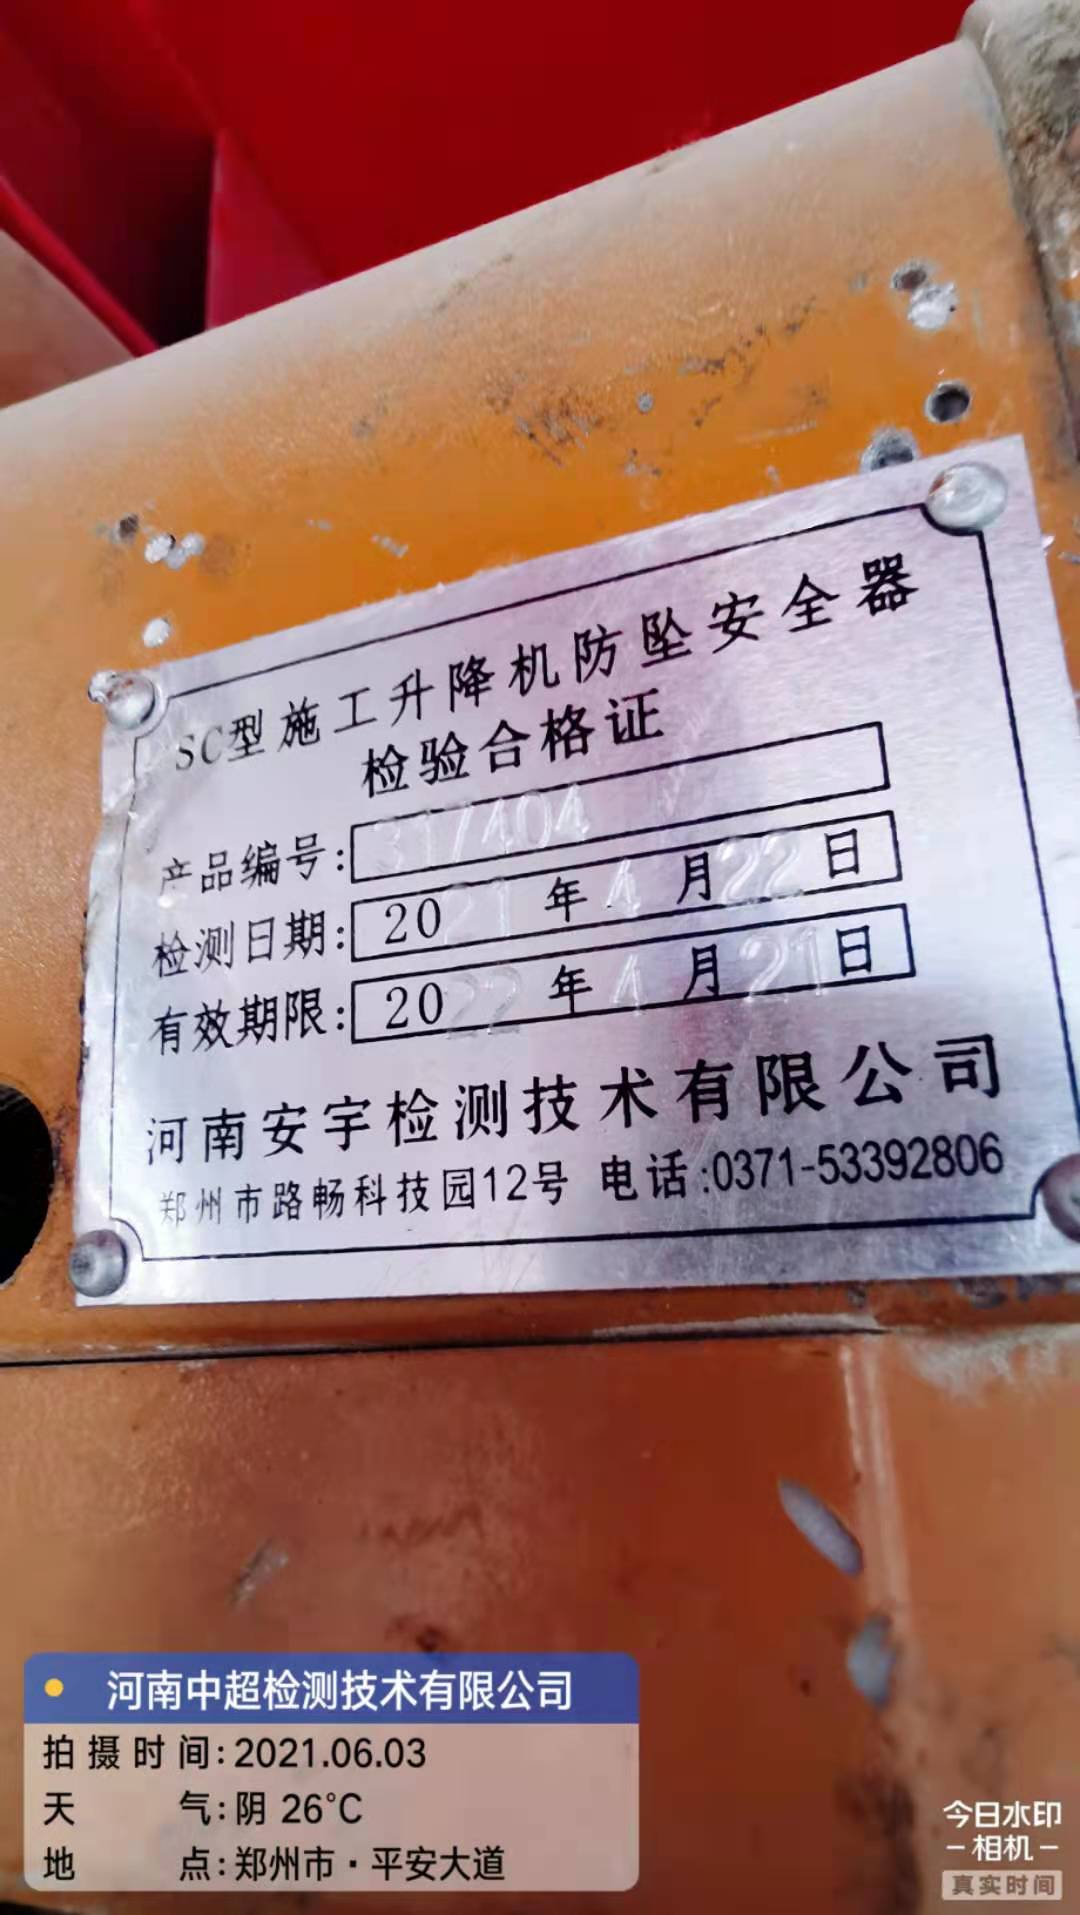 SC型施工升降机防坠安全器
检验合格证
产品编号: 317404
检测日期: 2021年4月22日
有效期限: 2022年4月21日
河南安宇检测技术有限公司
郑州市路畅科技园12号 电话:0371-53392806
河南中超检测技术有限公司
拍摄时间:2021.06.03
天气:阴 26°C
地点:郑州市·平安大道
今日水印
相机
真实时间